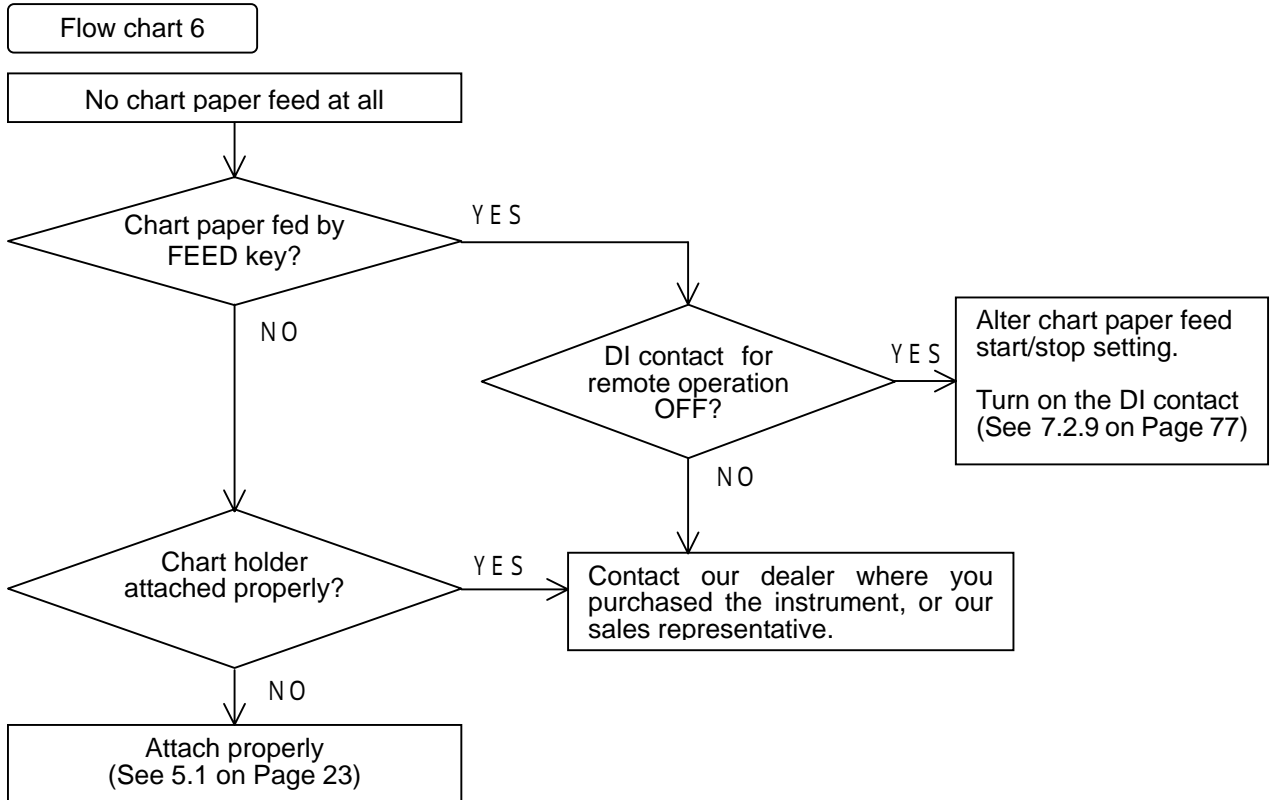 Flow chart 6
No chart paper feed at all
Chart paper fed by
FEED key?
YES
NO
DI contact for
remote operation
OFF?
YES
Alter chart paper feed
start/stop setting.
Turn on the DI contact
(See 7.2.9 on Page 77)
NO
Chart holder
attached properly?
YES
Contact our dealer where you
purchased the instrument, or our
sales representative.
NO
Attach properly
(See 5.1 on Page 23)